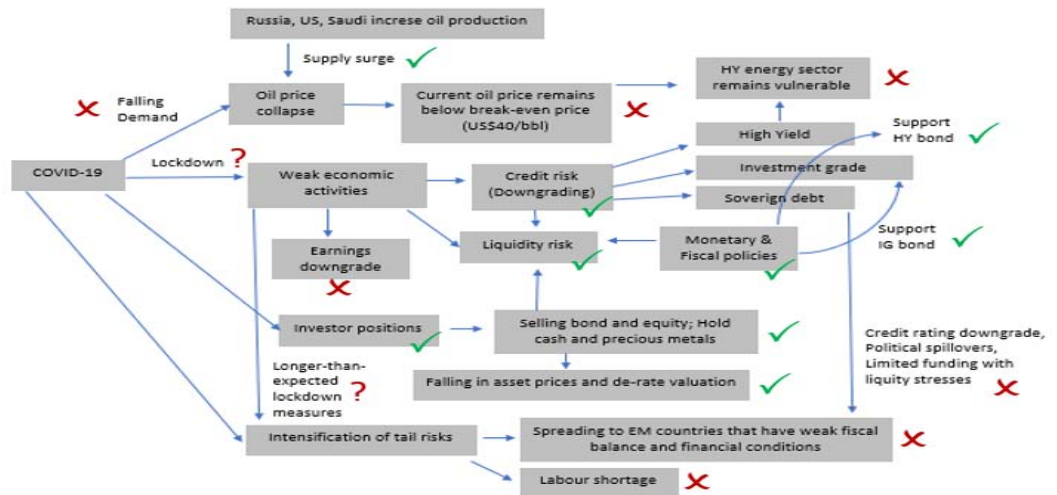 Russia, US, Saudi increse oil production
Supply surge
Falling
Demand
Oil price
collapse
Current oil price remains
below break-even price
(US$40/bbl)
HY energy sector
remains vulnerable
Support
HY bond
High Yield
Lockdown ?
COVID-19
Weak economic
activities
Credit risk
(Downgrading)
Investment grade
Soverign debt
Support
IG bond
Earnings
downgrade
Liquidity risk
Monetary &
Fiscal policies
Investor positions
Selling bond and equity; Hold
cash and precious metals
Credit rating downgrade,
Political spillovers,
Limited funding with
liquity stresses
Longer-than-
expected
lockdown ?
measures
Falling in asset prices and de-rate valuation
Intensification of tail risks
Spreading to EM countries that have weak fiscal
balance and financial conditions
Labour shortage